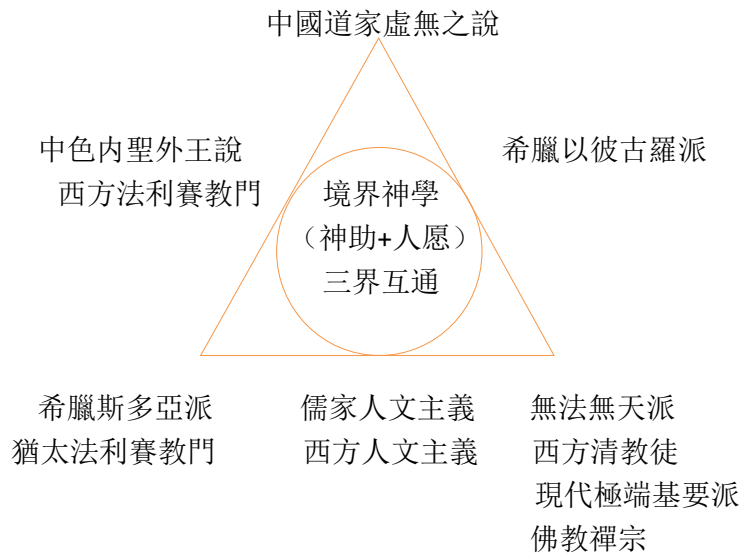 中國道家虛無之說
中色内聖外王說
西方法利賽教門
希臘以彼古羅派
境界神學
（神助+人愿）
三界互通
希臘斯多亞派
猶太法利賽教門
儒家人文主義
西方人文主義
無法無天派
西方清教徒
現代極端基要派
佛教禪宗